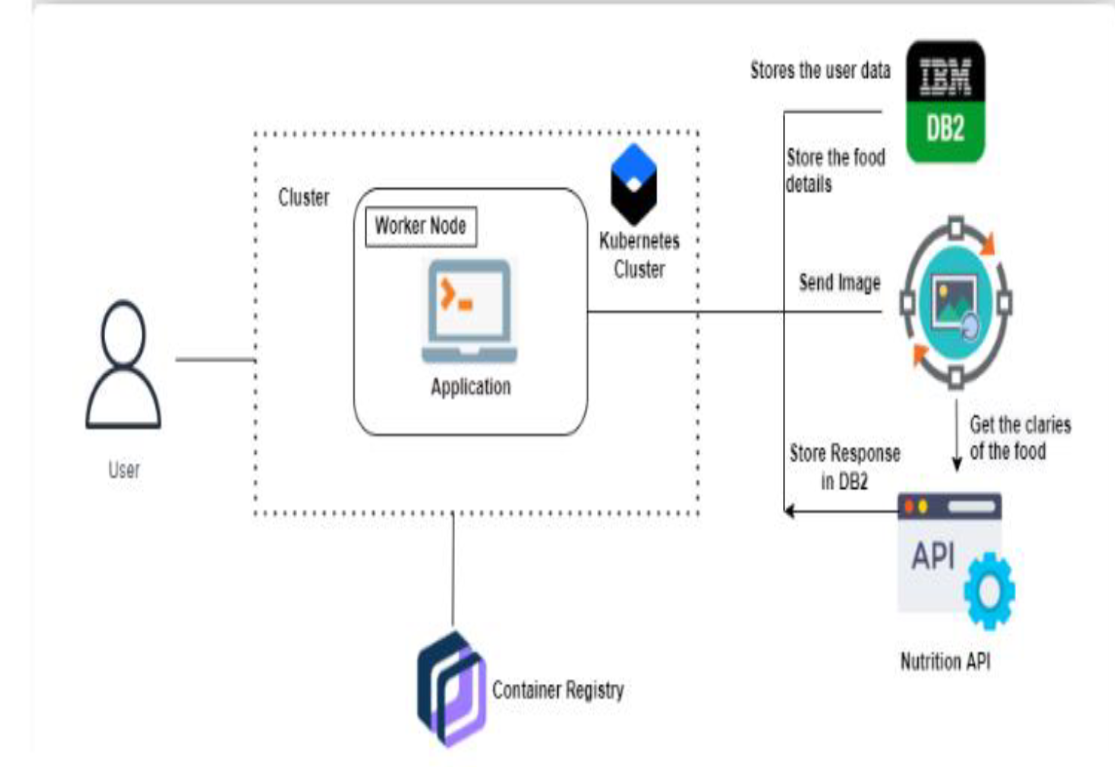 Stores the user data
IBM
DB2
Store the food
details
Cluster
Worker Node
Kubernetes
Cluster
Send Image
Application
User
Get the claries
of the food
Store Response
in DB2
API
Nutrition API
Container Registry